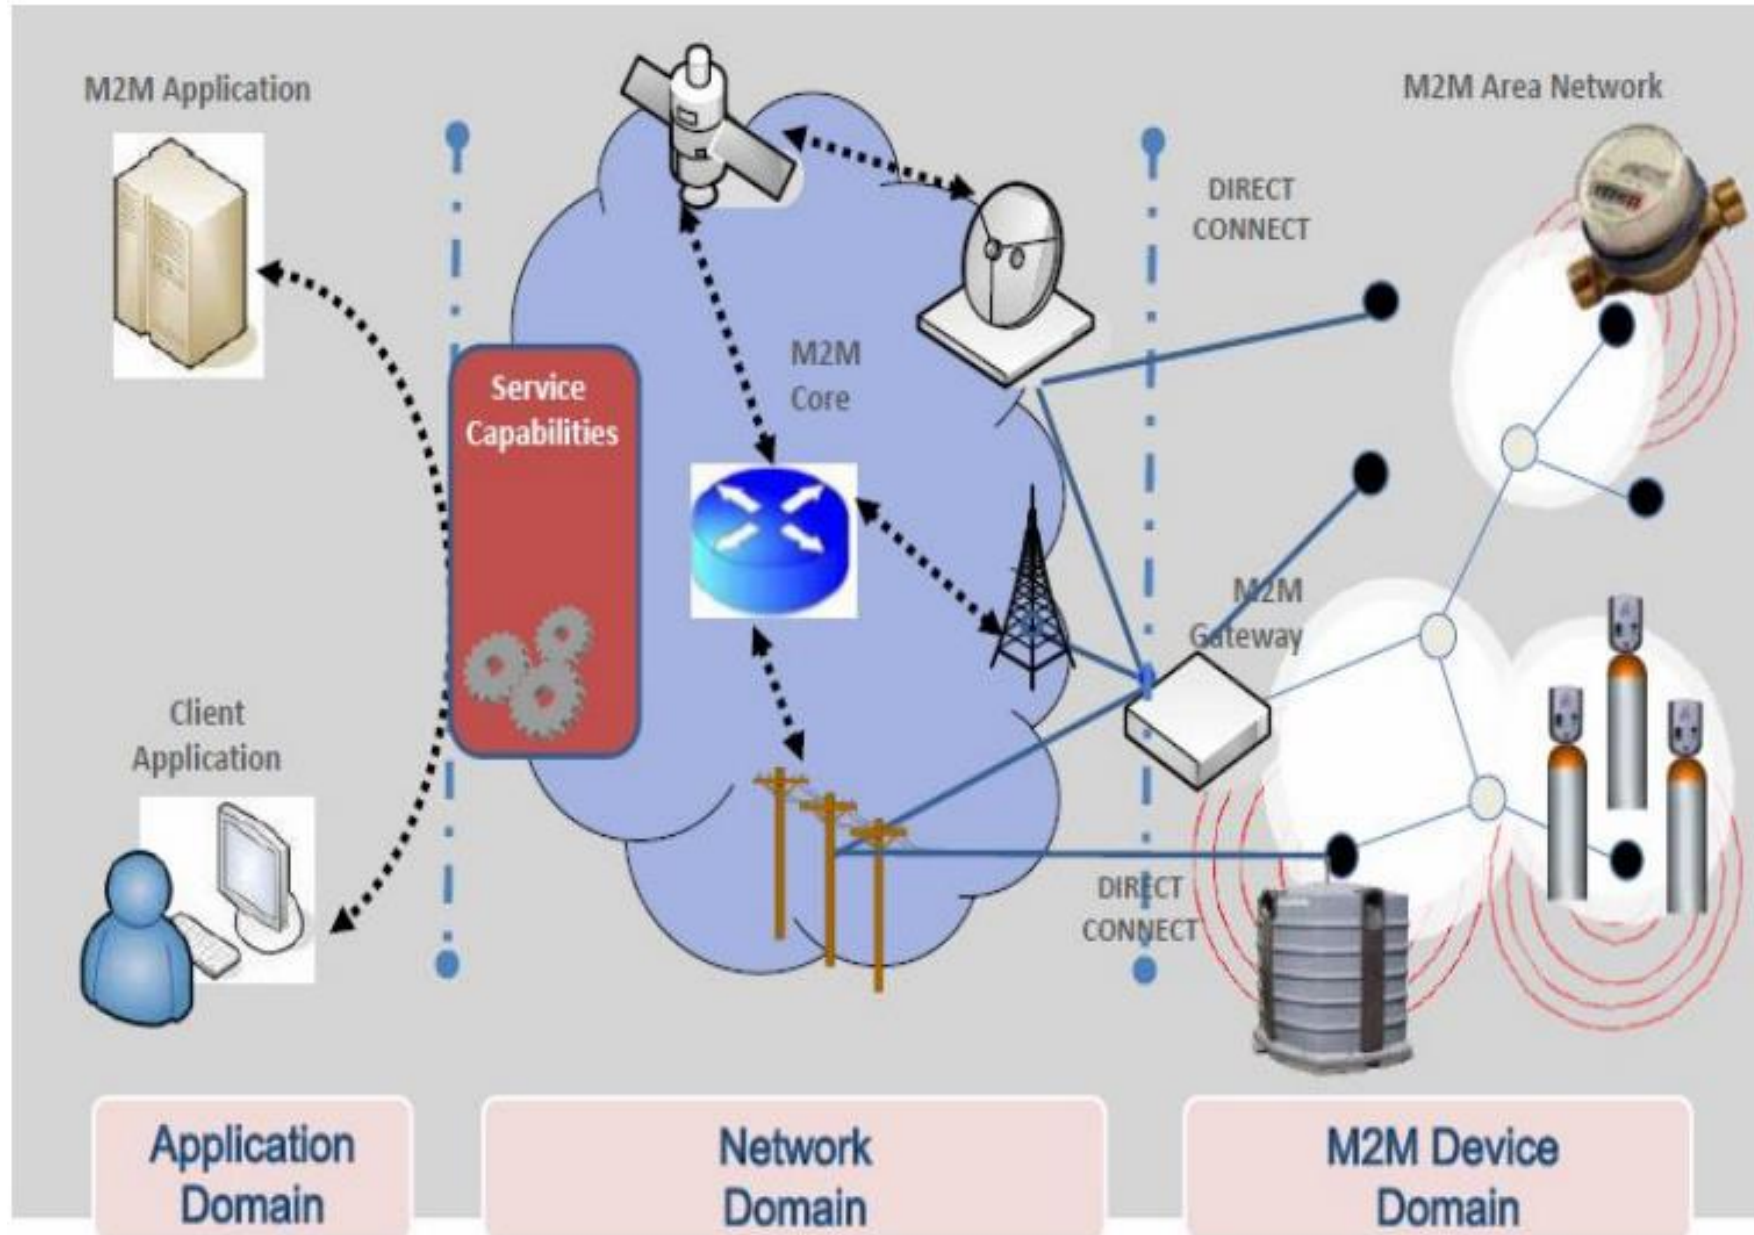 M2M Application
M2M Area Network
DIRECT
CONNECT
M2M
Core
Service
Capabilities
M2M
Gateway
Client
Application
DIRECT
CONNECT
Application
Domain
Network
Domain
M2M Device
Domain